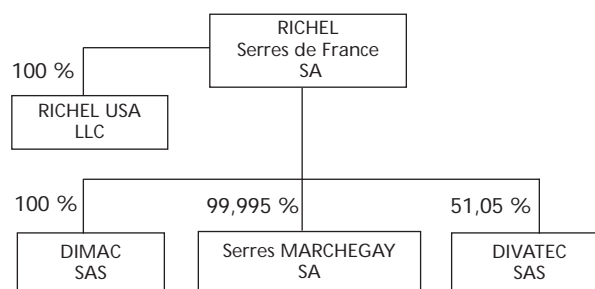 RICHEL
Serres de France
SA
100 %
RICHEL USA
LLC
100 %
99,995 %
51,05 %
DIMAC
SAS
Serres MARCHEGAY
SA
DIVATEC
SAS